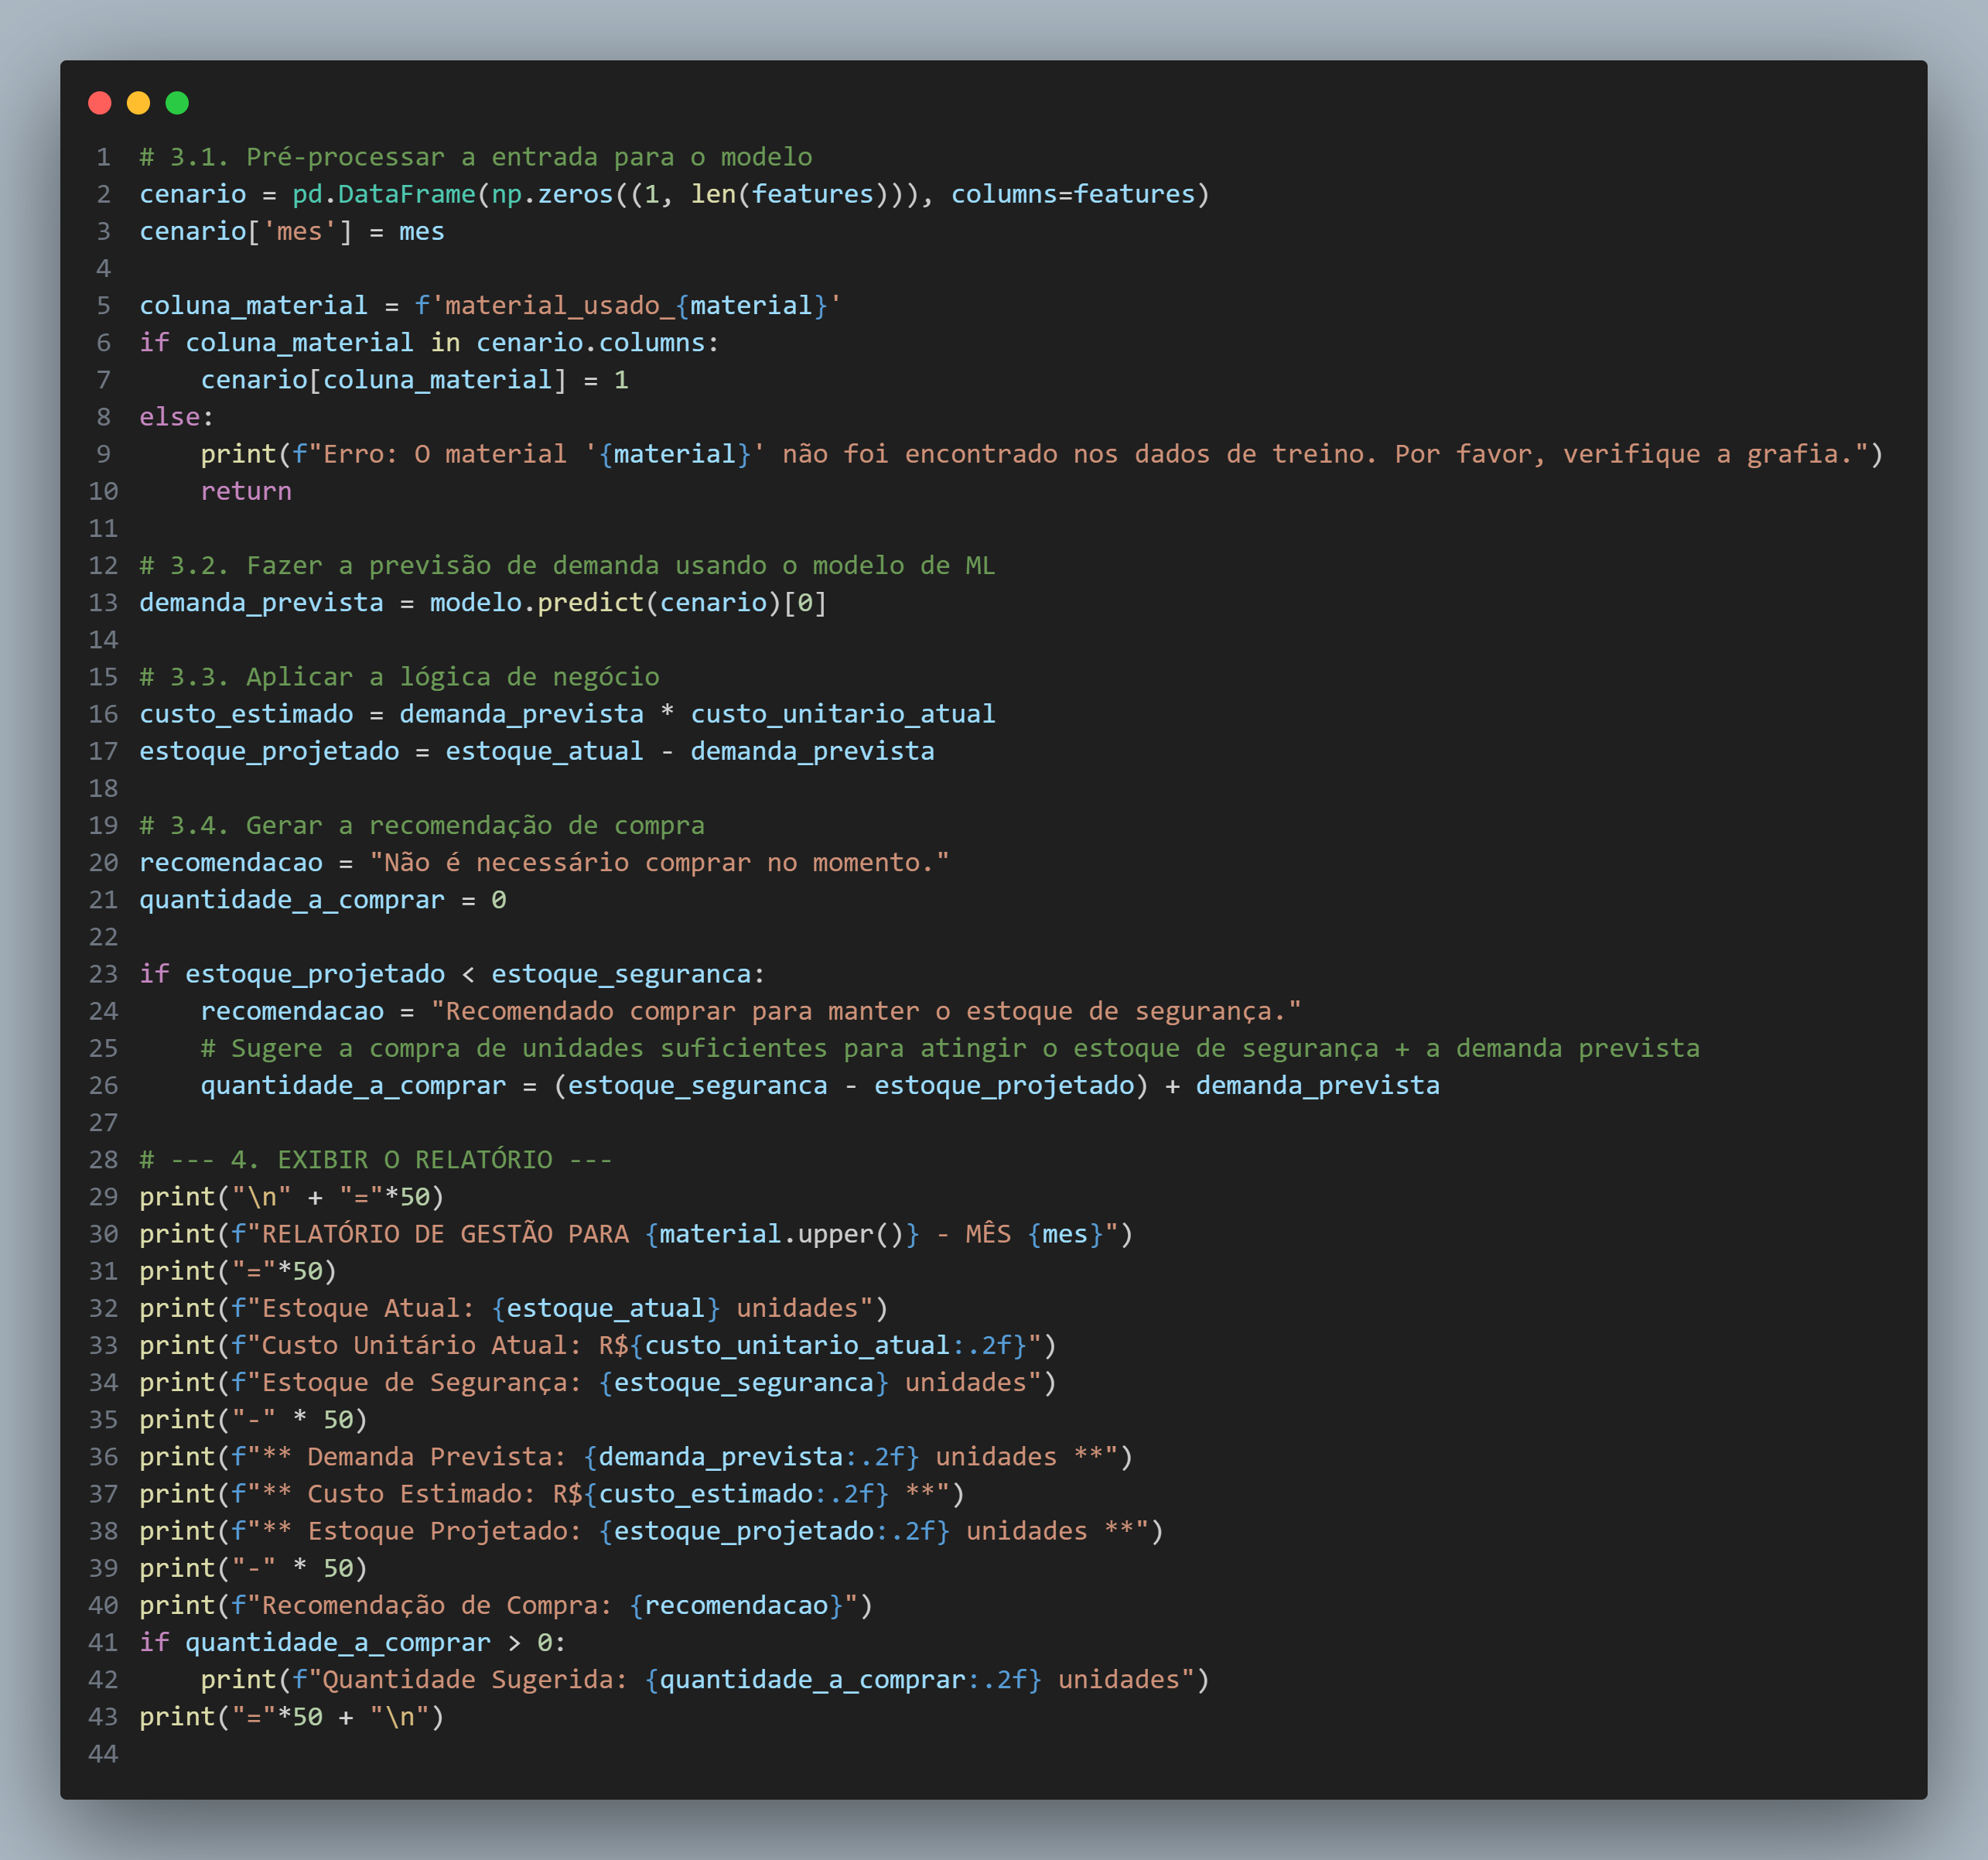 1 # 3.1. Pré-processar a entrada para o modelo
2 cenario = pd.DataFrame(np.zeros((1, len(features))), columns=features)
3 cenario['mes'] = mes
4
5 coluna_material = f'material_usado_{material}'
6 if coluna_material in cenario.columns:
7     cenario[coluna_material] = 1
8 else:
9     print(f"Erro: O material '{material}' não foi encontrado nos dados de treino. Por favor, verifique a grafia.")
10     return
11
12 # 3.2. Fazer a previsão de demanda usando o modelo de ML
13 demanda_prevista = modelo.predict(cenario)[0]
14
15 # 3.3. Aplicar a lógica de negócio
16 custo_estimado = demanda_prevista * custo_unitario_atual
17 estoque_projetado = estoque_atual - demanda_prevista
18
19 # 3.4. Gerar a recomendação de compra
20 recomendacao = "Não é necessário comprar no momento."
21 quantidade_a_comprar = 0
22
23 if estoque_projetado < estoque_seguranca:
24     recomendacao = "Recomendado comprar para manter o estoque de segurança."
25     # Sugere a compra de unidades suficientes para atingir o estoque de segurança + a demanda prevista
26     quantidade_a_comprar = (estoque_seguranca - estoque_projetado) + demanda_prevista
27
28 # --- 4. EXIBIR O RELATÓRIO ---
29 print("\n" + "="*50)
30 print(f"RELATÓRIO DE GESTÃO PARA {material.upper()} - MÊS {mes}")
31 print("="*50)
32 print(f"Estoque Atual: {estoque_atual} unidades")
33 print(f"Custo Unitário Atual: R${custo_unitario_atual:.2f}")
34 print(f"Estoque de Segurança: {estoque_seguranca} unidades")
35 print("-" * 50)
36 print(f"** Demanda Prevista: {demanda_prevista:.2f} unidades **")
37 print(f"** Custo Estimado: R${custo_estimado:.2f} **")
38 print(f"** Estoque Projetado: {estoque_projetado:.2f} unidades **")
39 print("-" * 50)
40 print(f"Recomendação de Compra: {recomendacao}")
41 if quantidade_a_comprar > 0:
42     print(f"Quantidade Sugerida: {quantidade_a_comprar:.2f} unidades")
43 print("="*50 + "\n")
44